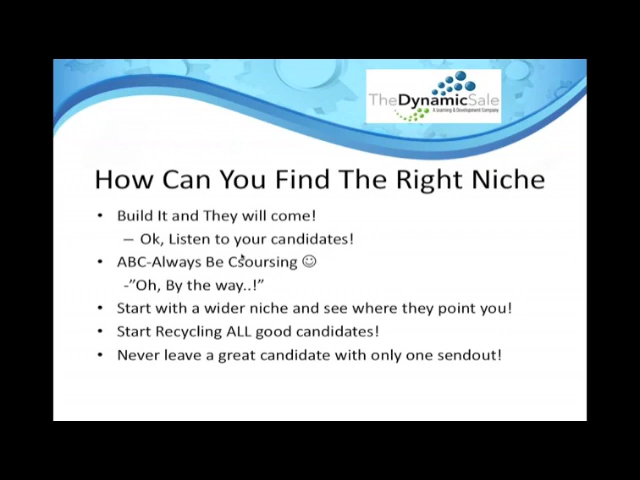 TheDynamicSale
A Learning & Development Company
How Can You Find The Right Niche
• Build It and They will come!
– Ok, Listen to your candidates!
• ABC-Always Be Csoursing ☺
-”Oh, By the way..!”
• Start with a wider niche and see where they point you!
• Start Recycling ALL good candidates!
• Never leave a great candidate with only one sendout!